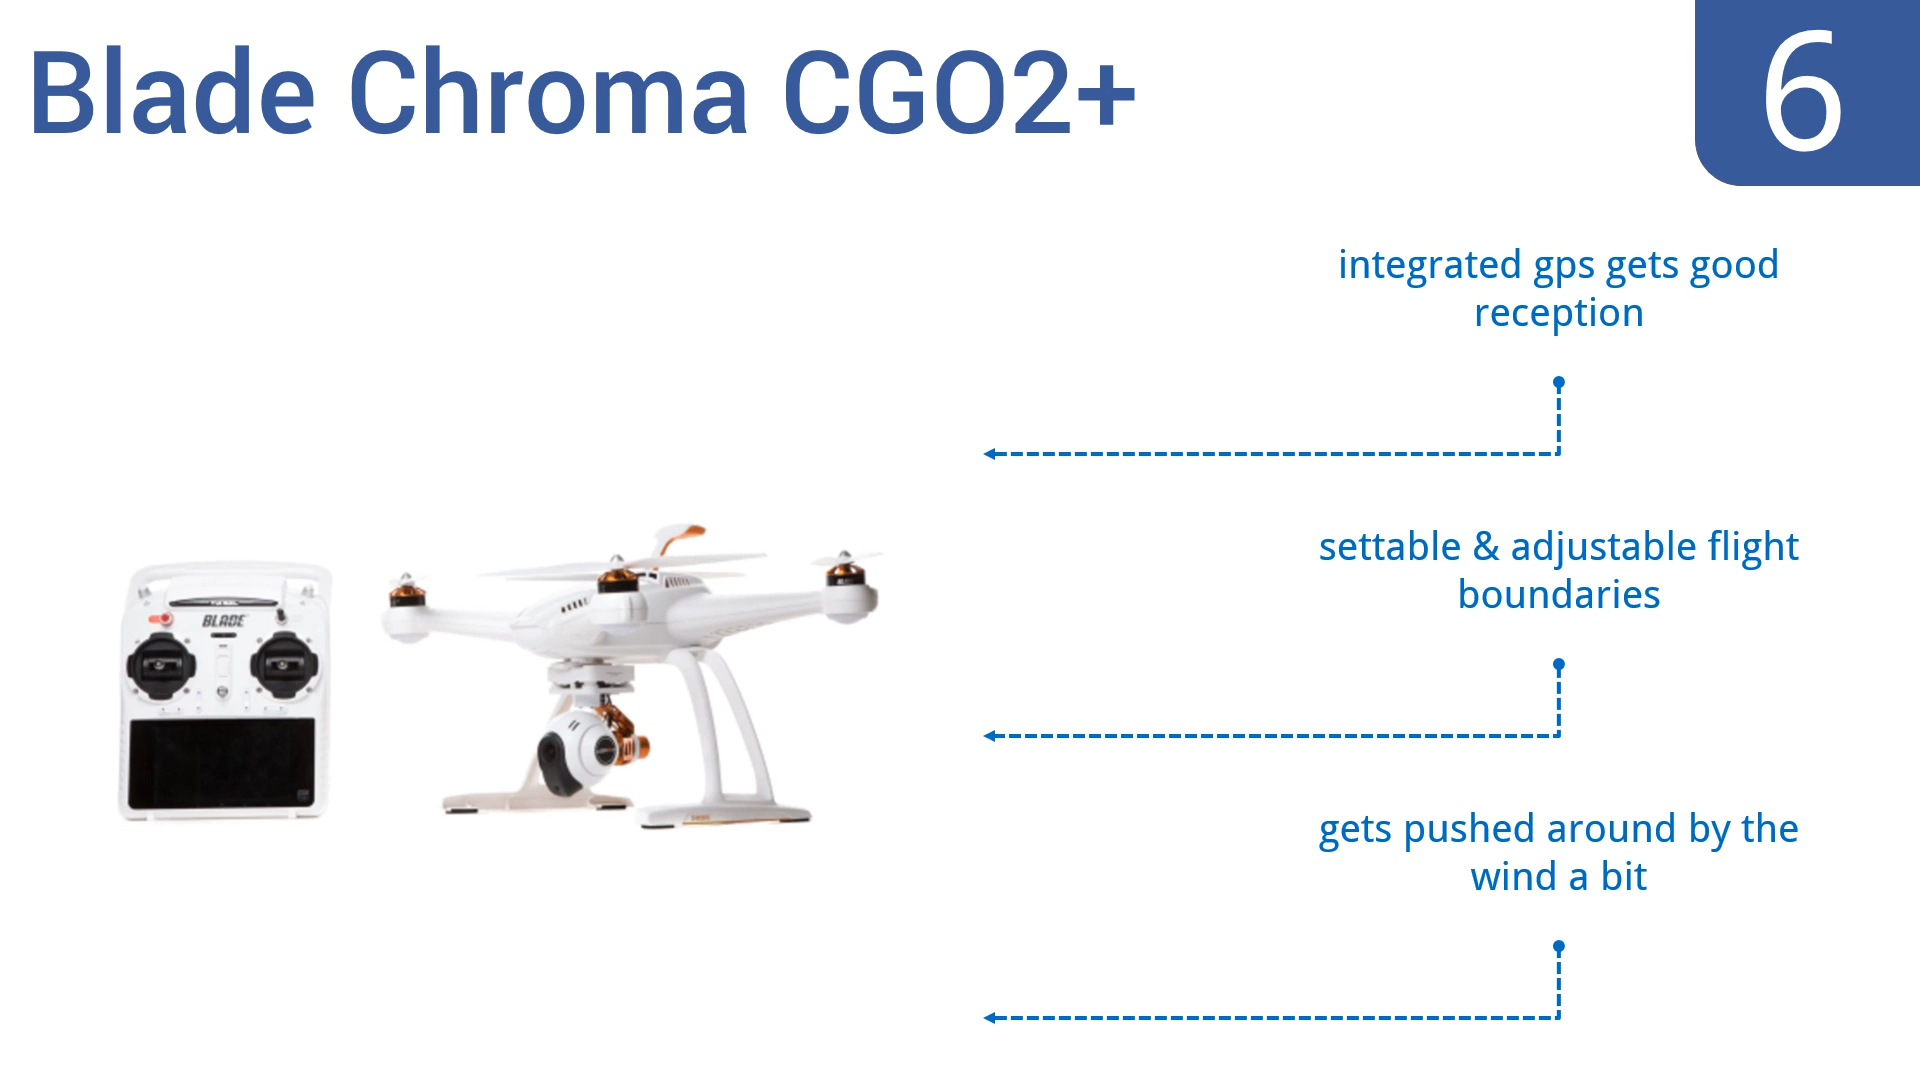 Blade Chroma CGO2+
6
integrated gps gets good
reception
settable & adjustable flight
boundaries
gets pushed around by the
wind a bit
BLADE